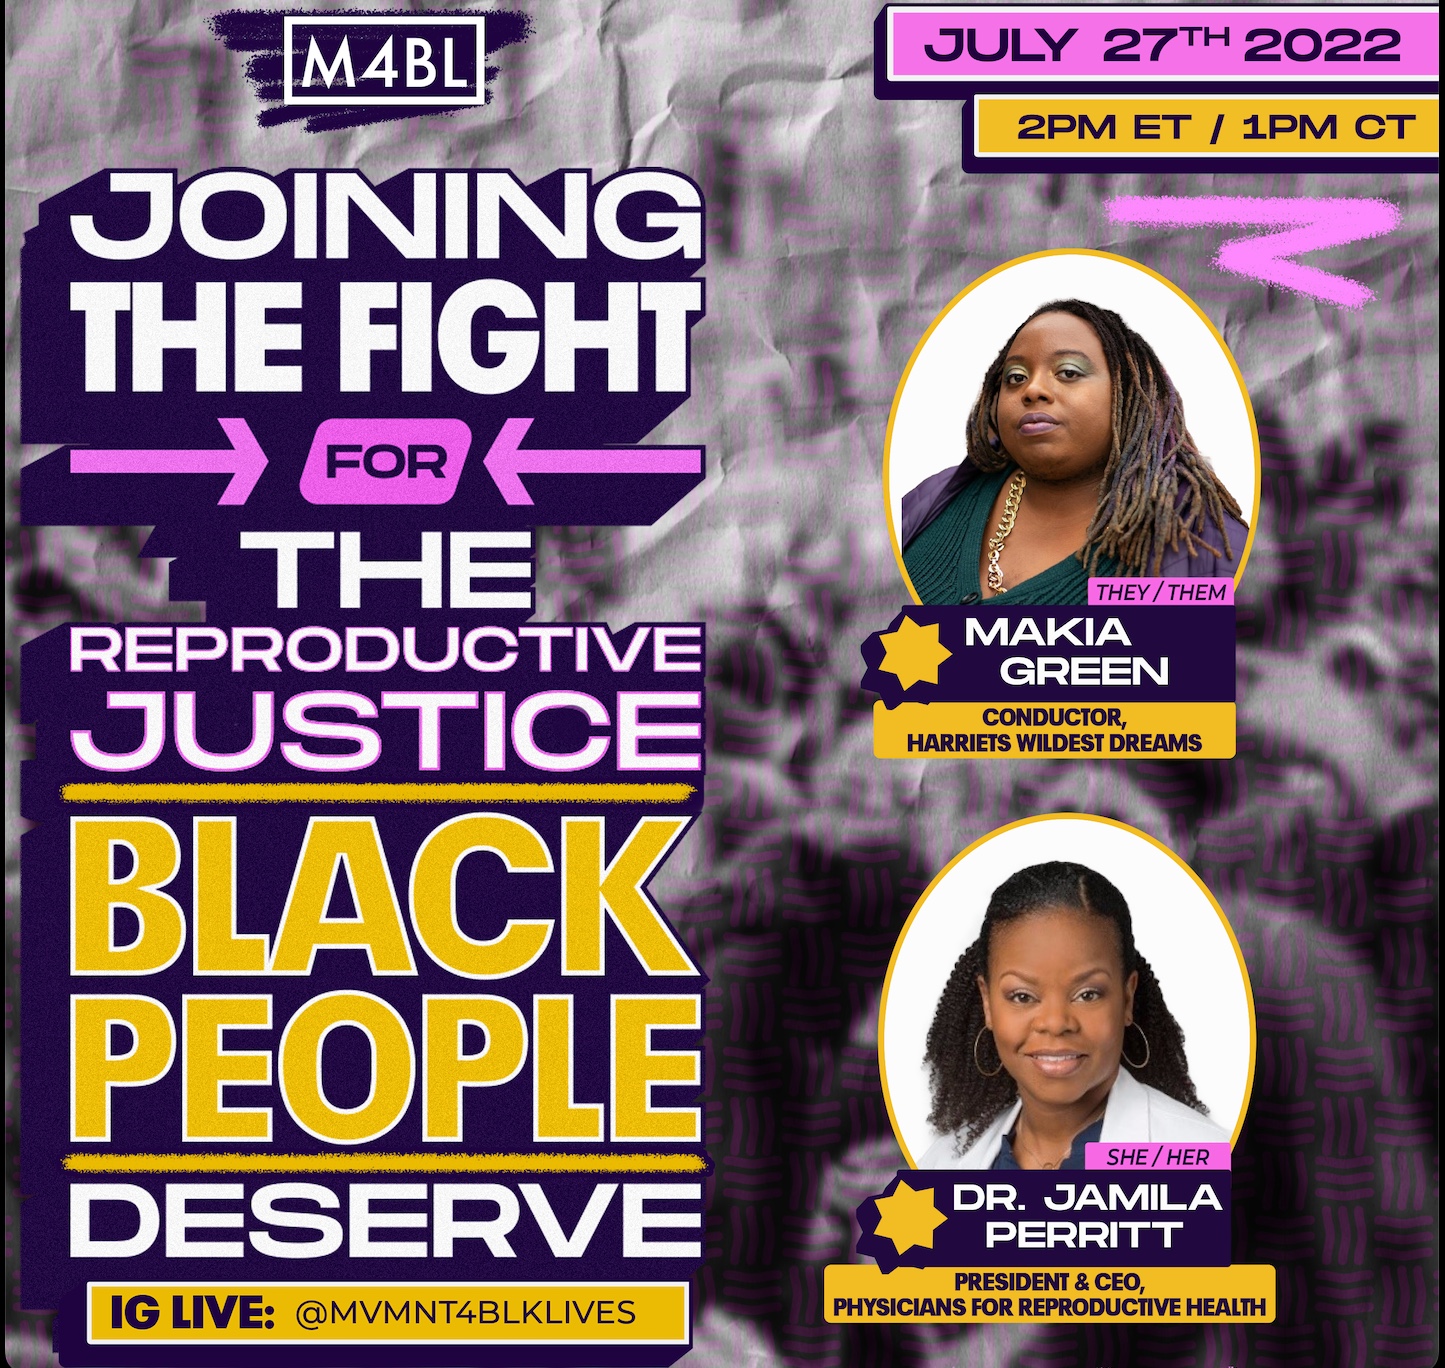 M4BL
JULY 27TH 2022
2PM ET / 1PM CT
JOINING
THE FIGHT
FOR
THE
REPRODUCTIVE
JUSTICE
BLACK
PEOPLE
DESERVE
IG LIVE: @MVMNT4BLKLIVES
THEY / THEM
MAKIA
GREEN
CONDUCTOR,
HARRIETS WILDEST DREAMS
SHE / HER
DR. JAMILA
PERRITT
PRESIDENT & CEO,
PHYSICIANS FOR REPRODUCTIVE HEALTH